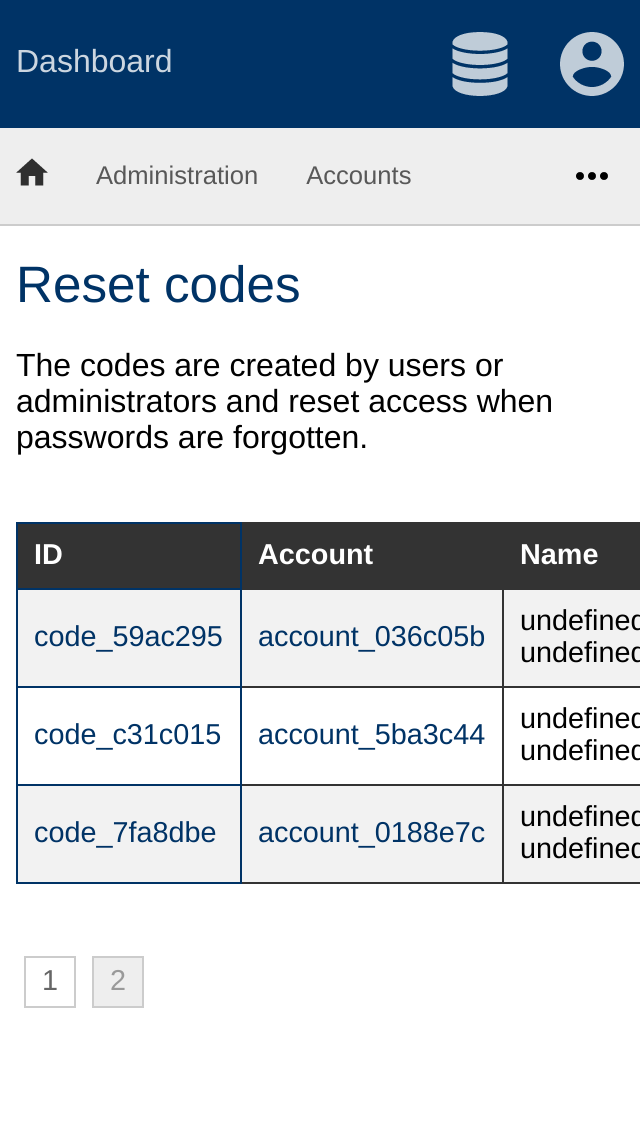 Dashboard
Administration Accounts
Reset codes
The codes are created by users or
administrators and reset access when
passwords are forgotten.
ID Account Name
code_59ac295 account_036c05b undefined
undefined
code_c31c015 account_5ba3c44 undefined
undefined
code_7fa8dbe account_0188e7c undefined
undefined
1 2